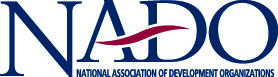 NADO
NATIONAL ASSOCIATION OF DEVELOPMENT ORGANIZATIONS